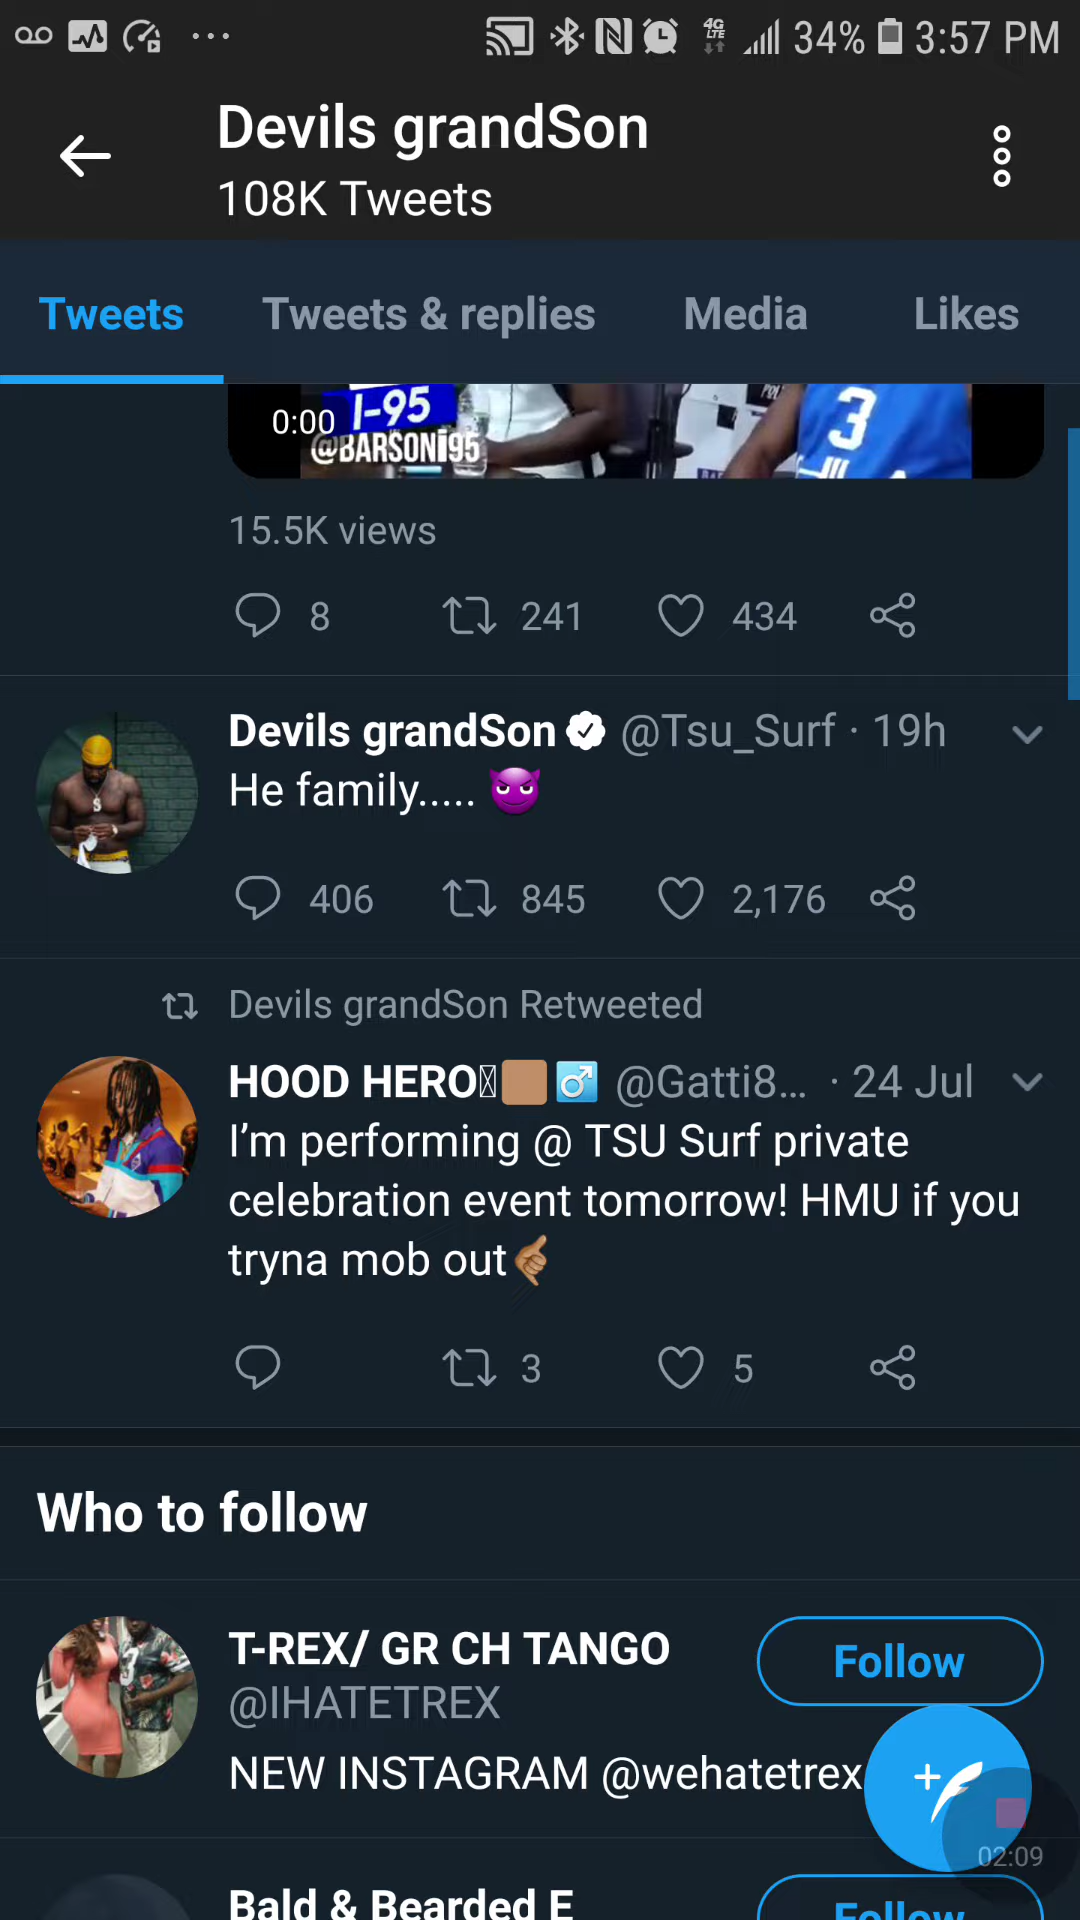 4G LTE 34% 3:57 PM
Devils grandSon
108K Tweets
Tweets Tweets & replies Media Likes
0:00 I-95
@BARSONI95
3
15.5K views
8 241 434
Devils grandSon @Tsu_Surf · 19h
He family..... 😈
406 845 2,176
Devils grandSon Retweeted
HOOD HERO 🏽♂️ @Gatti8... · 24 Jul
I’m performing @ TSU Surf private
celebration event tomorrow! HMU if you
tryna mob out🤙🏽
3 5
Who to follow
T-REX/ GR CH TANGO
Follow
@IHATETREX
NEW INSTAGRAM @wehatetrex
02:09
Bald & Bearded E
Follow